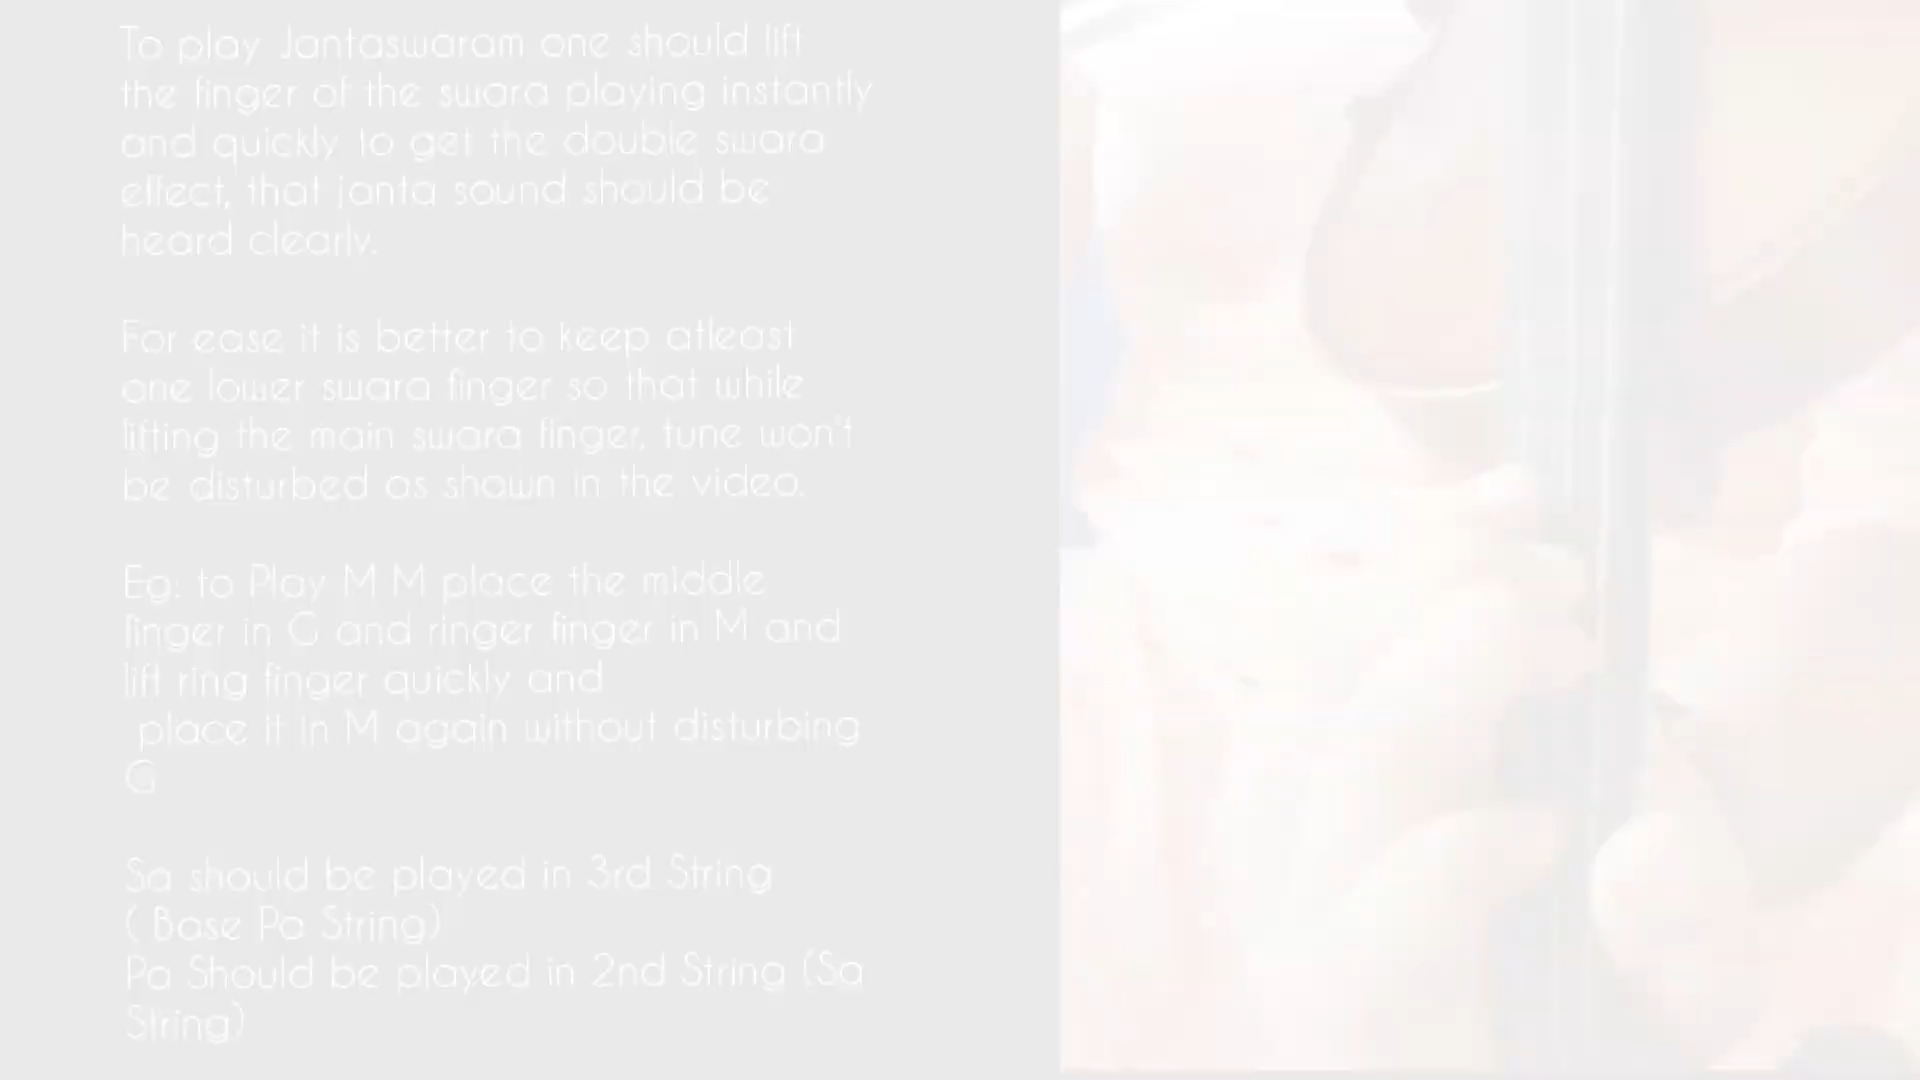 To play Jantaswaram one should lift
the finger of the swara playing instantly
and quickly to get the double swara
effect, that janta sound should be
heard clearly.
For ease it is better to keep atleast
one lower swara finger so that while
lifting the main swara finger, tune won't
be disturbed as shown in the video.
Eg: to Play M M place the middle
finger in G and ringer finger in M and
lift ring finger quickly and
place it in M again without disturbing
G
Sa should be played in 3rd String
( Base Pa String)
Pa Should be played in 2nd String (Sa
String)